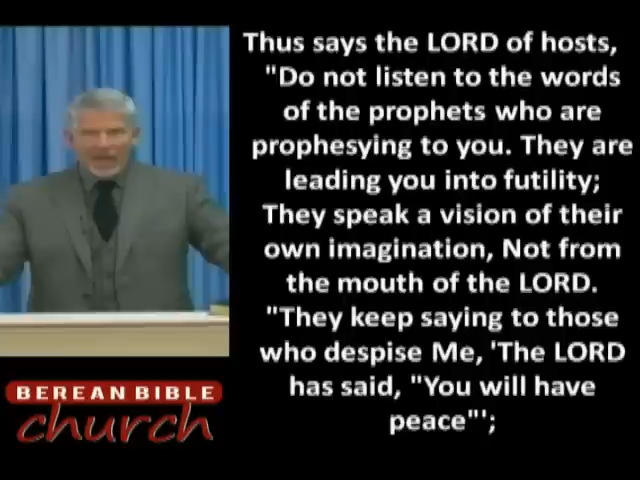 Thus says the LORD of hosts,
"Do not listen to the words
of the prophets who are
prophesying to you. They are
leading you into futility;
They speak a vision of their
own imagination, Not from
the mouth of the LORD.
"They keep saying to those
who despise Me, 'The LORD
has said, "You will have
peace"';
BEREAN BIBLE
church